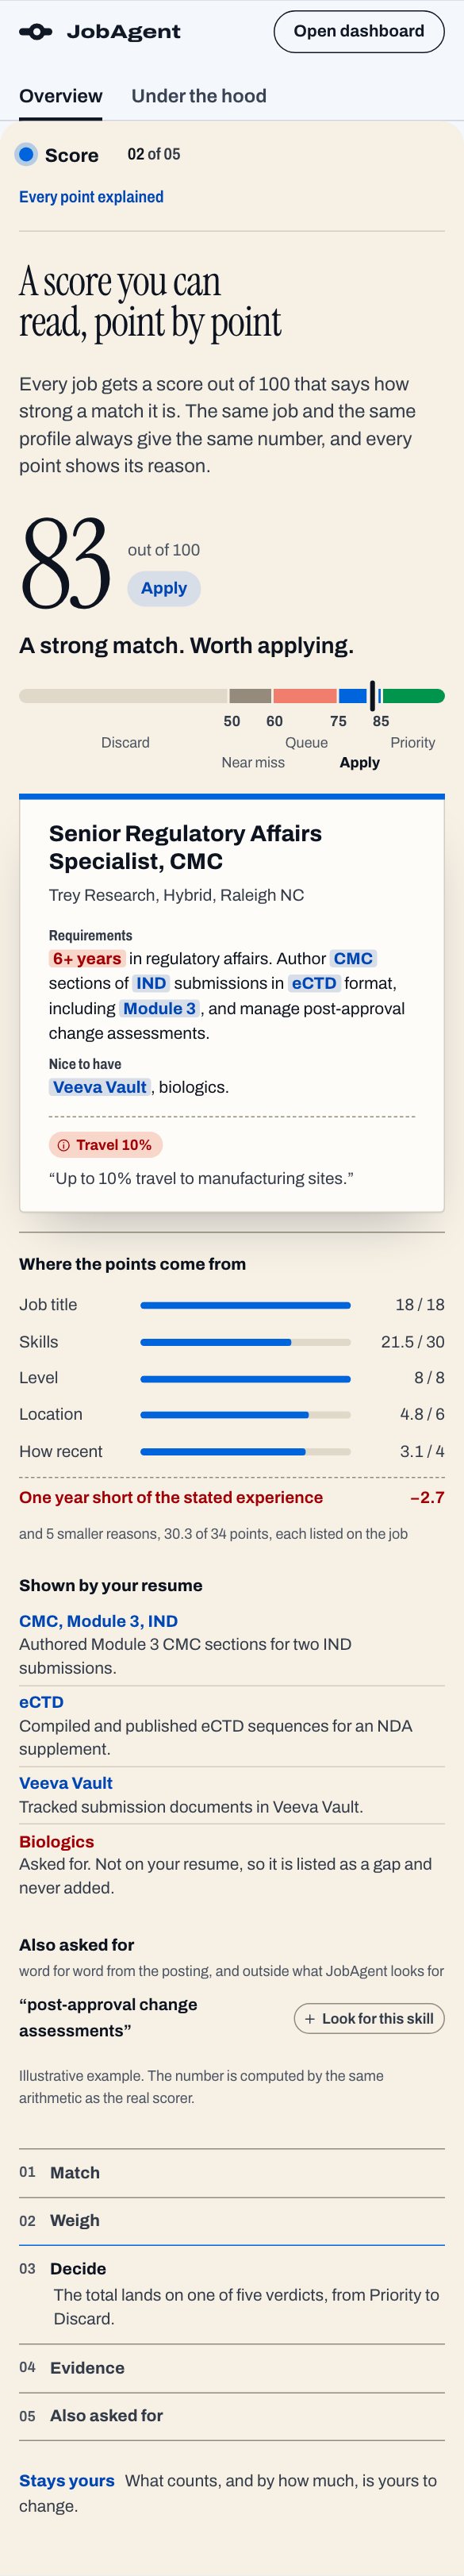 JobAgent
Open dashboard
Overview
Under the hood
Score
02 of 05
Every point explained
A score you can
read, point by point
Every job gets a score out of 100 that says how
strong a match it is. The same job and the same
profile always give the same number, and every
point shows its reason.
83
out of 100
Apply
A strong match. Worth applying.
50 60 75 85
Discard
Queue
Priority
Near miss
Apply
Senior Regulatory Affairs
Specialist, CMC
Trey Research, Hybrid, Raleigh NC
Requirements
6+ years in regulatory affairs. Author CMC
sections of IND submissions in eCTD format,
including Module 3, and manage post-approval
change assessments.
Nice to have
Veeva Vault, biologics.
Travel 10%
“Up to 10% travel to manufacturing sites.”
Where the points come from
Job title 18 / 18
Skills 21.5 / 30
Level 8 / 8
Location 4.8 / 6
How recent 3.1 / 4
One year short of the stated experience −2.7
and 5 smaller reasons, 30.3 of 34 points, each listed on the job
Shown by your resume
CMC, Module 3, IND
Authored Module 3 CMC sections for two IND
submissions.
eCTD
Compiled and published eCTD sequences for an NDA
supplement.
Veeva Vault
Tracked submission documents in Veeva Vault.
Biologics
Asked for. Not on your resume, so it is listed as a gap and
never added.
Also asked for
word for word from the posting, and outside what JobAgent looks for
“post-approval change
assessments”
+ Look for this skill
Illustrative example. The number is computed by the same
arithmetic as the real scorer.
01 Match
02 Weigh
03 Decide
The total lands on one of five verdicts, from Priority to
Discard.
04 Evidence
05 Also asked for
Stays yours What counts, and by how much, is yours to
change.